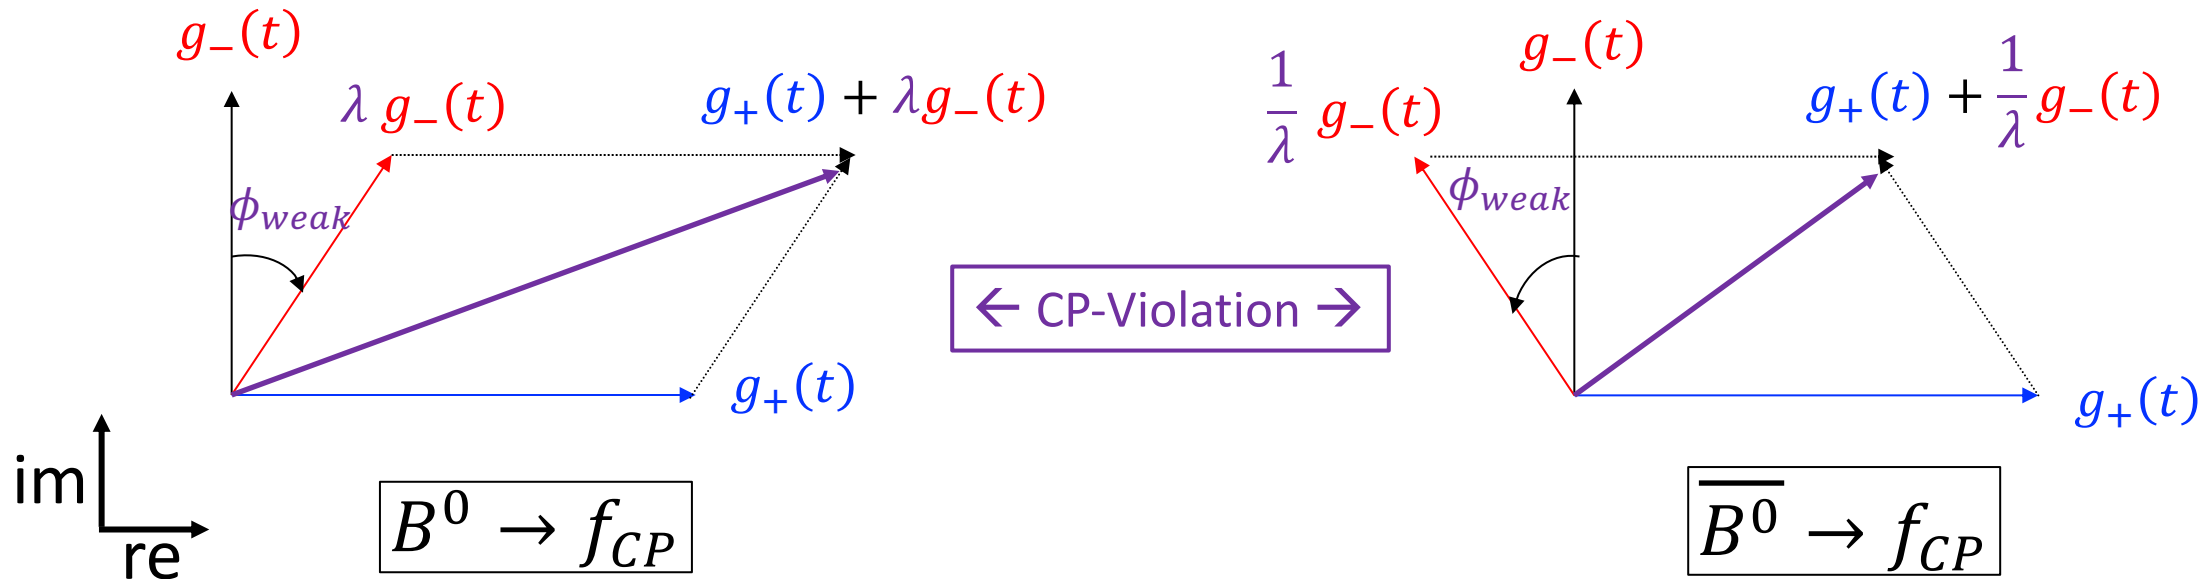 g₋(t)
λ g₋(t)
g₊(t) + λg₋(t)
ϕ_weak
g₊(t)
im
re
B⁰ → f_CP
← CP-Violation →
1/λ g₋(t)
g₋(t)
g₊(t) + 1/λ g₋(t)
ϕ_weak
g₊(t)
B̅⁰ → f_CP